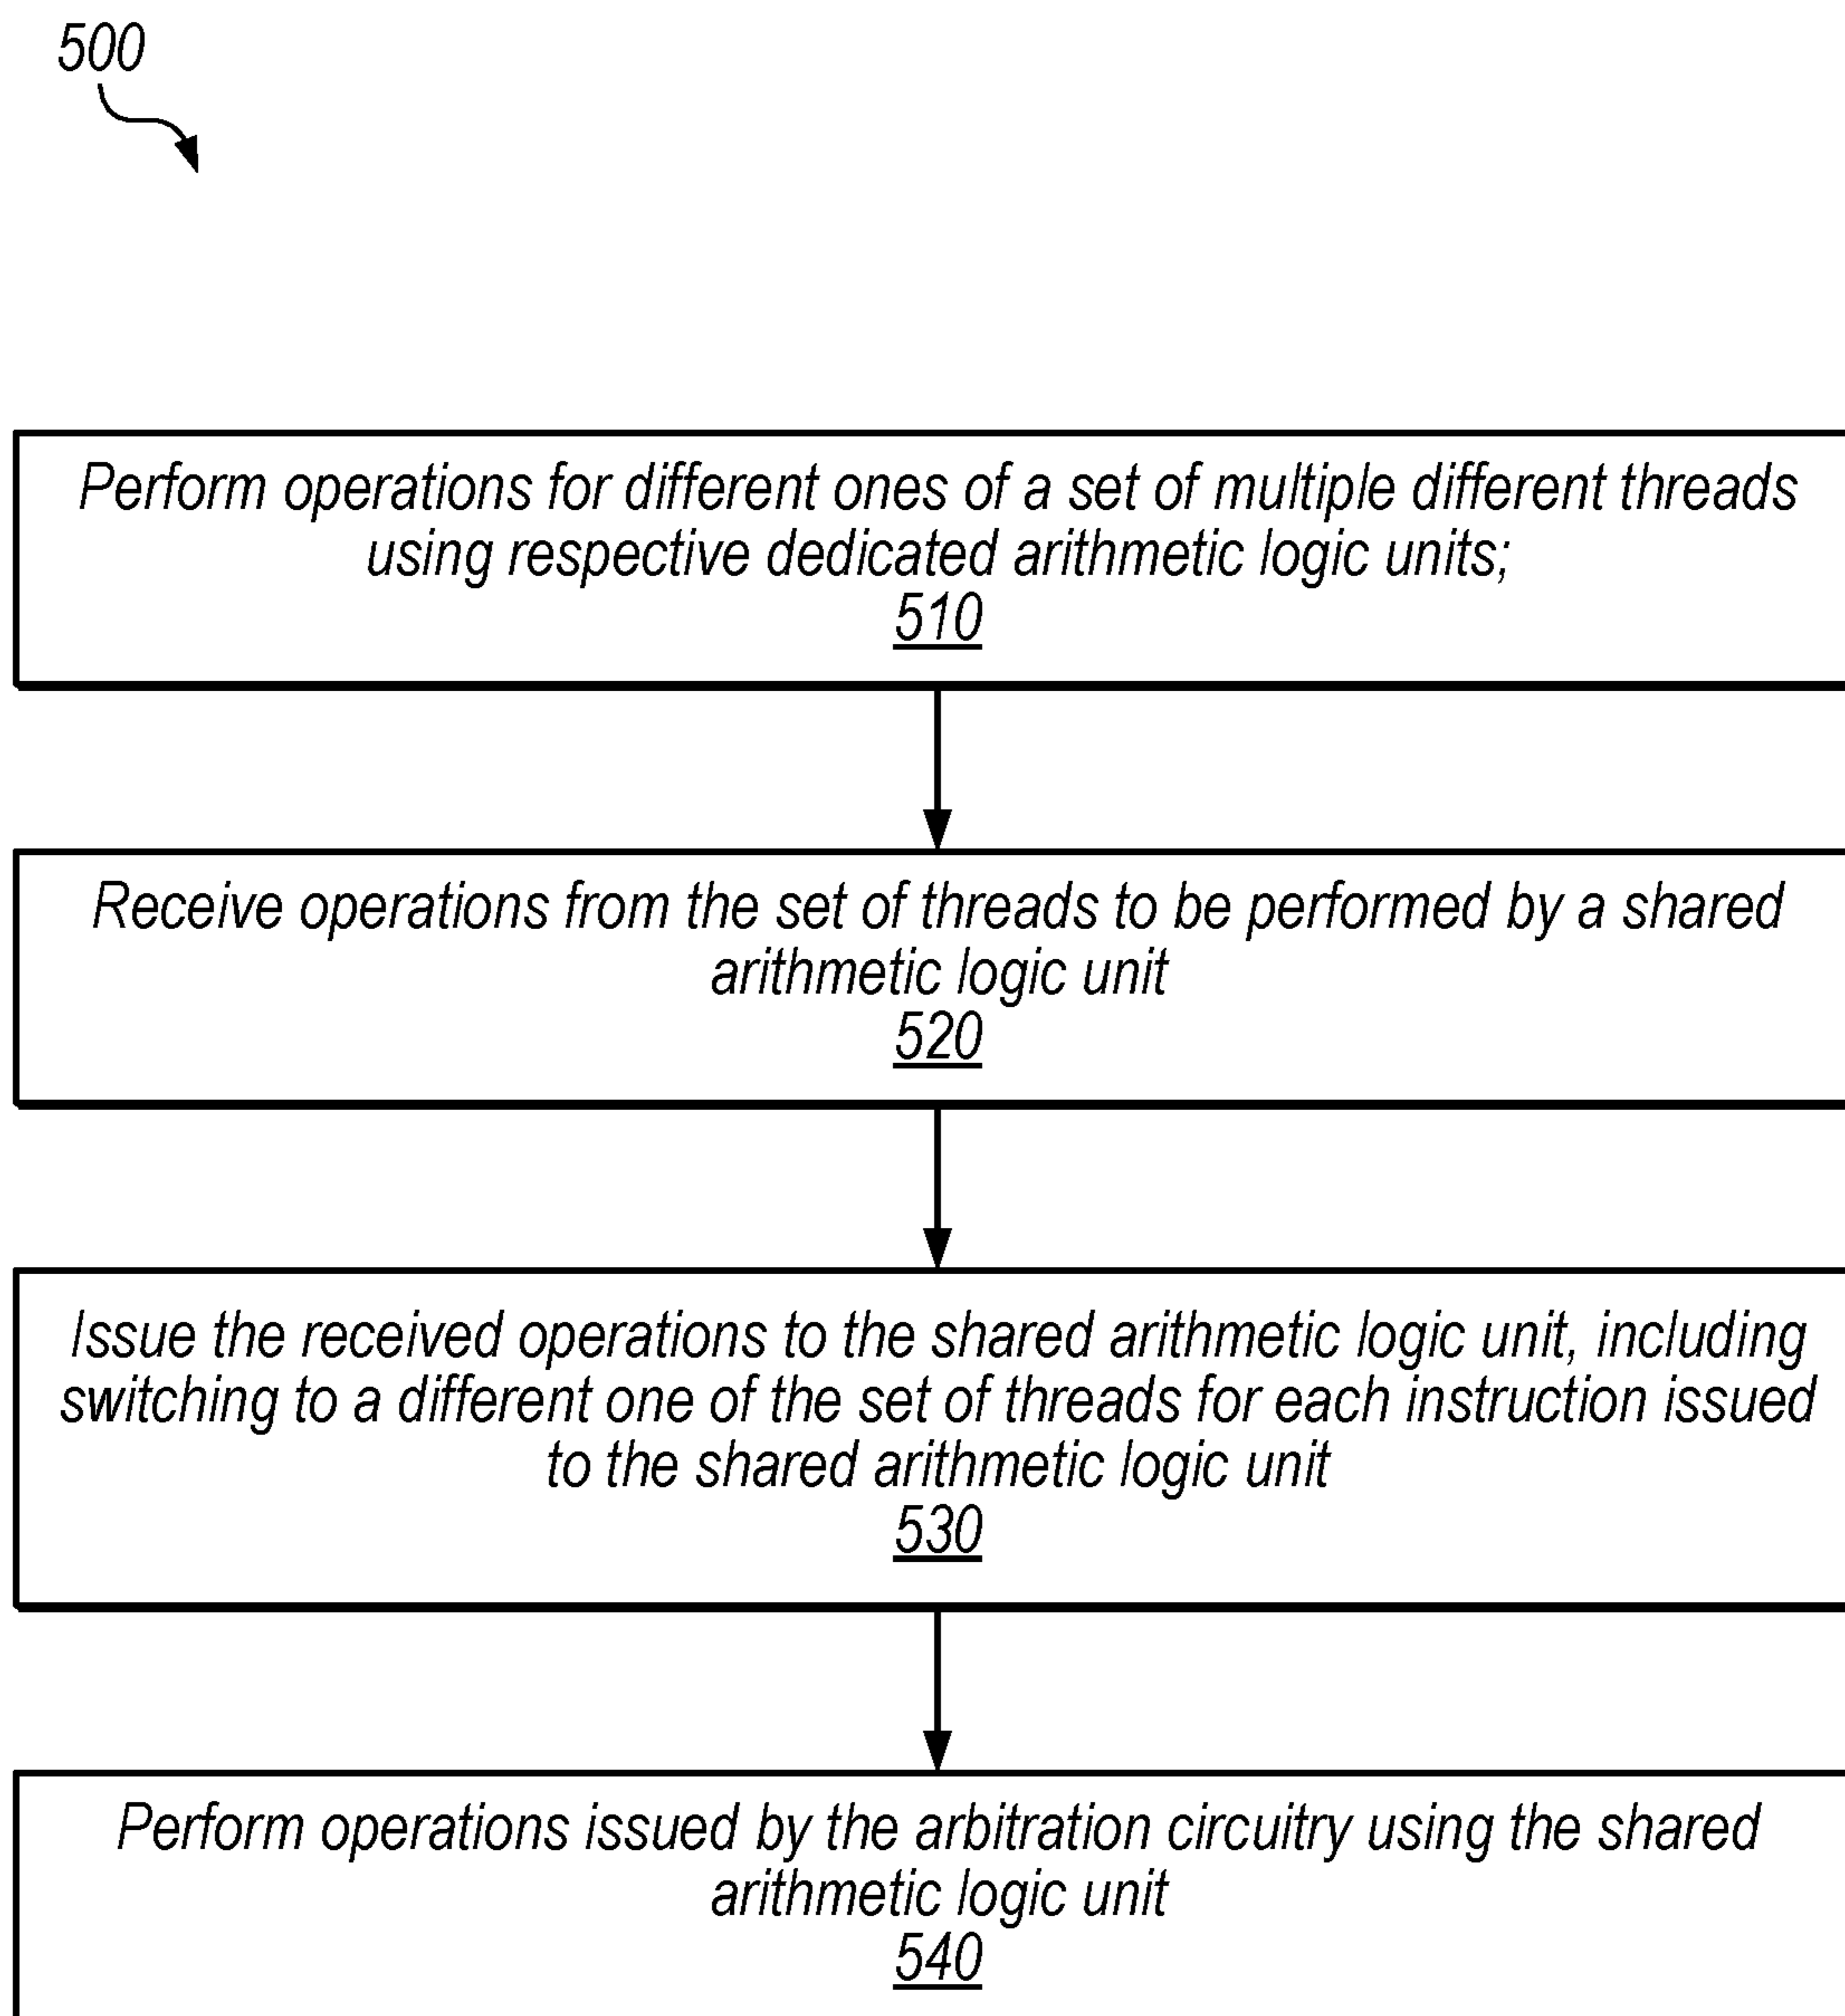 500
Perform operations for different ones of a set of multiple different threads
using respective dedicated arithmetic logic units;
510
Receive operations from the set of threads to be performed by a shared
arithmetic logic unit
520
Issue the received operations to the shared arithmetic logic unit, including
switching to a different one of the set of threads for each instruction issued
to the shared arithmetic logic unit
530
Perform operations issued by the arbitration circuitry using the shared
arithmetic logic unit
540